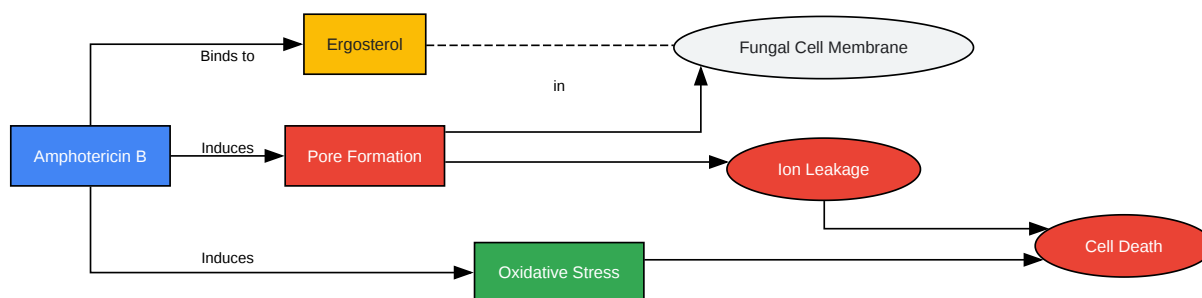 Ergosterol
Fungal Cell Membrane
Binds to
in
Amphotericin B
Induces
Pore Formation
Ion Leakage
Cell Death
Induces
Oxidative Stress